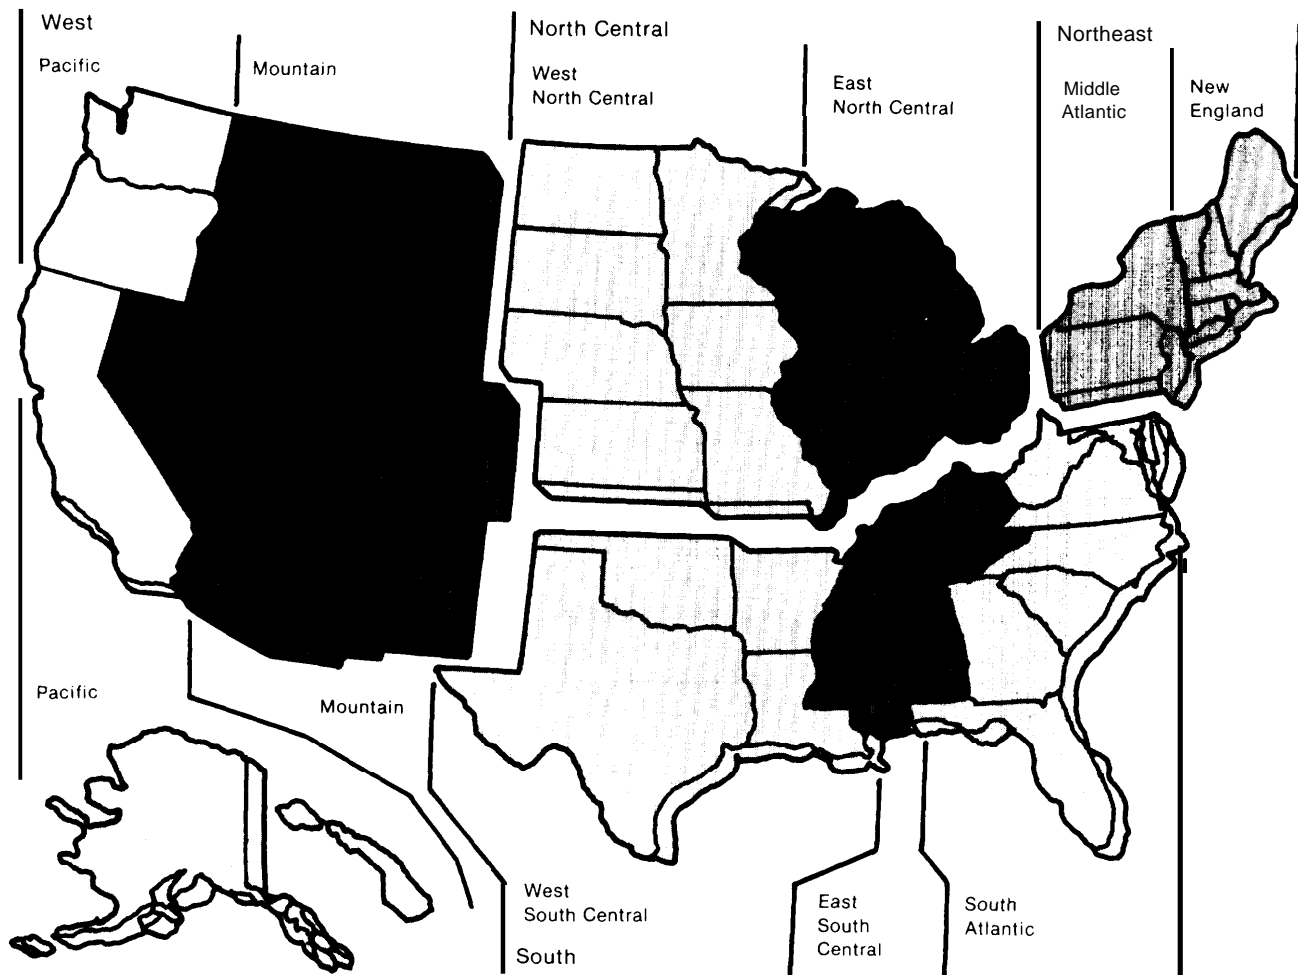 West
Pacific
Mountain
North Central
West
North Central
East
North Central
Northeast
Middle
Atlantic
New
England
Pacific
Mountain
West
South Central
South
East
South
Central
South
Atlantic